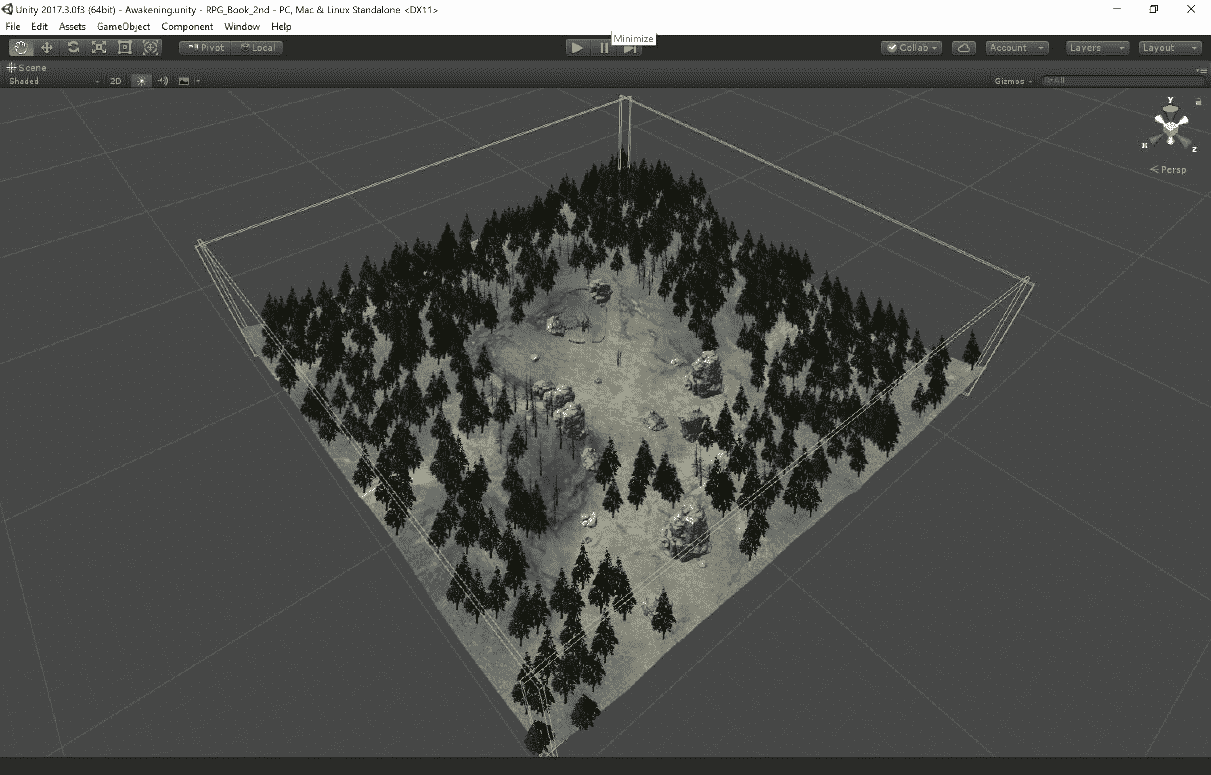 Unity 2017.3.0f3 (64bit) - Awakening.unity - RPG_Book_2nd - PC, Mac & Linux Standalone <DX11>
File Edit Assets GameObject Component Window Help
Minimize
Pivot Local Collab Account Layers Layout
Scene
Shaded 2D Gizmos All
Y
X Z
Persp